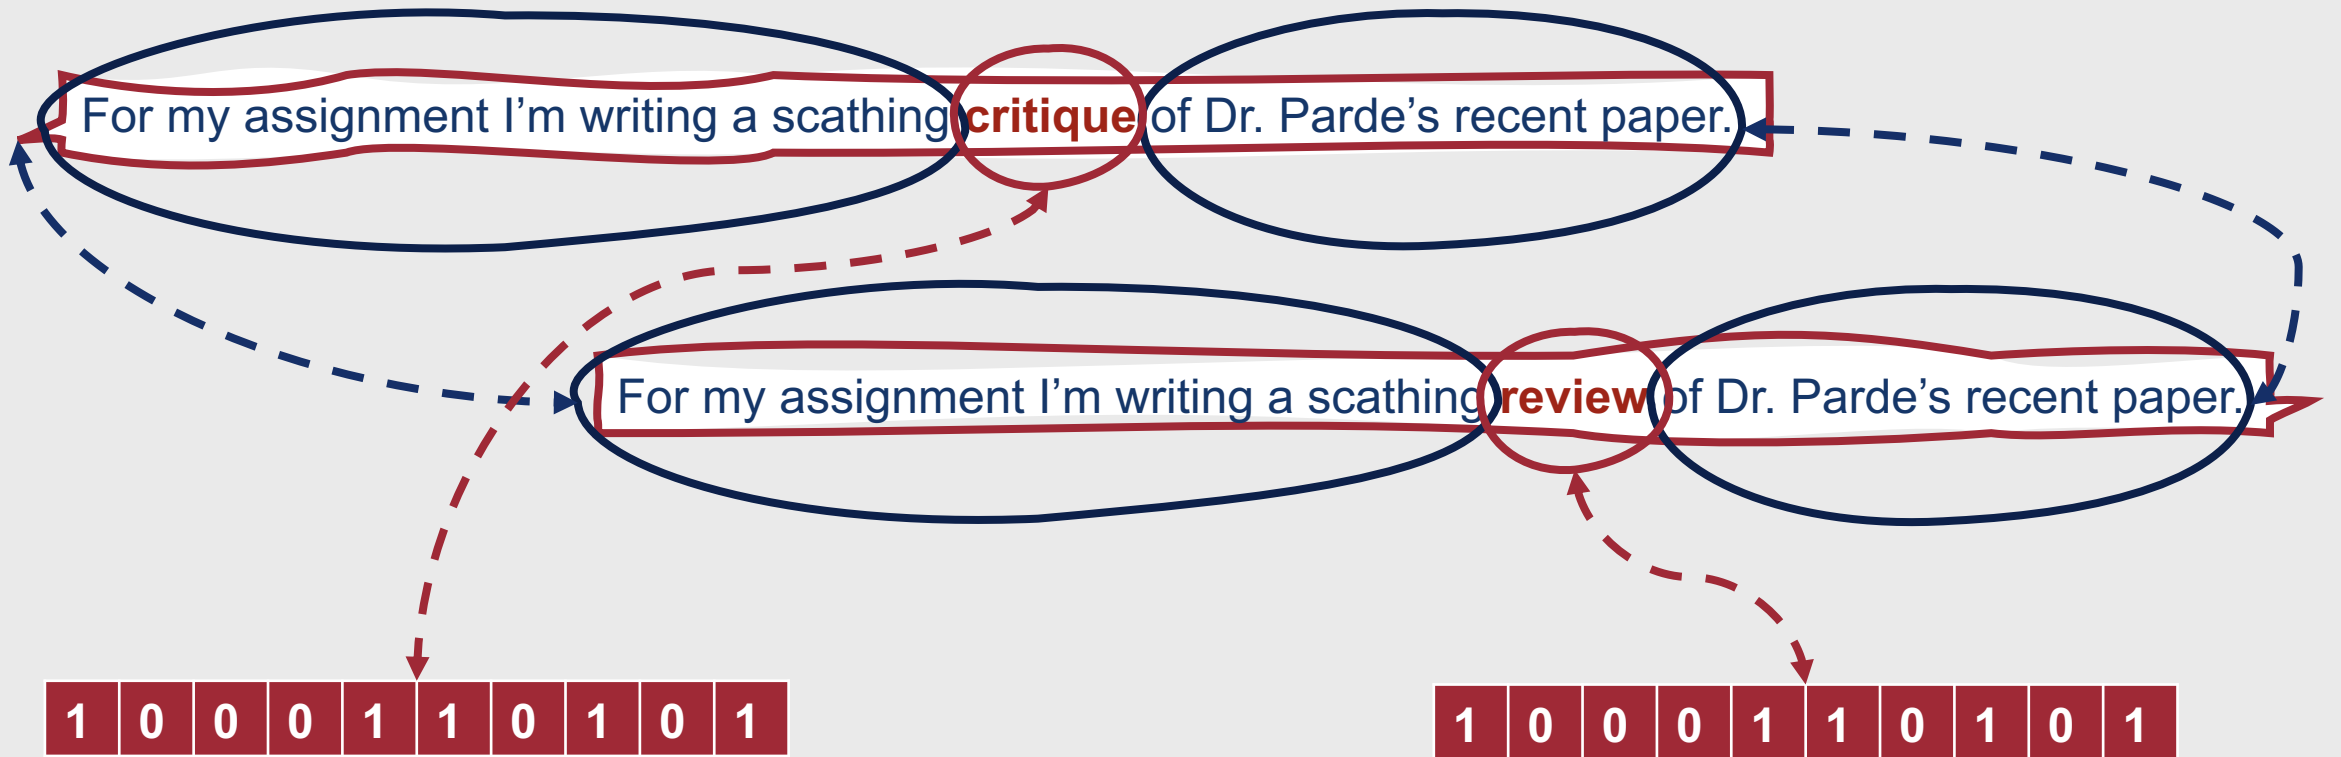 For my assignment I’m writing a scathing critique of Dr. Parde’s recent paper.
For my assignment I’m writing a scathing review of Dr. Parde’s recent paper.
1 0 0 0 1 1 0 1 0 1
1 0 0 0 1 1 0 1 0 1